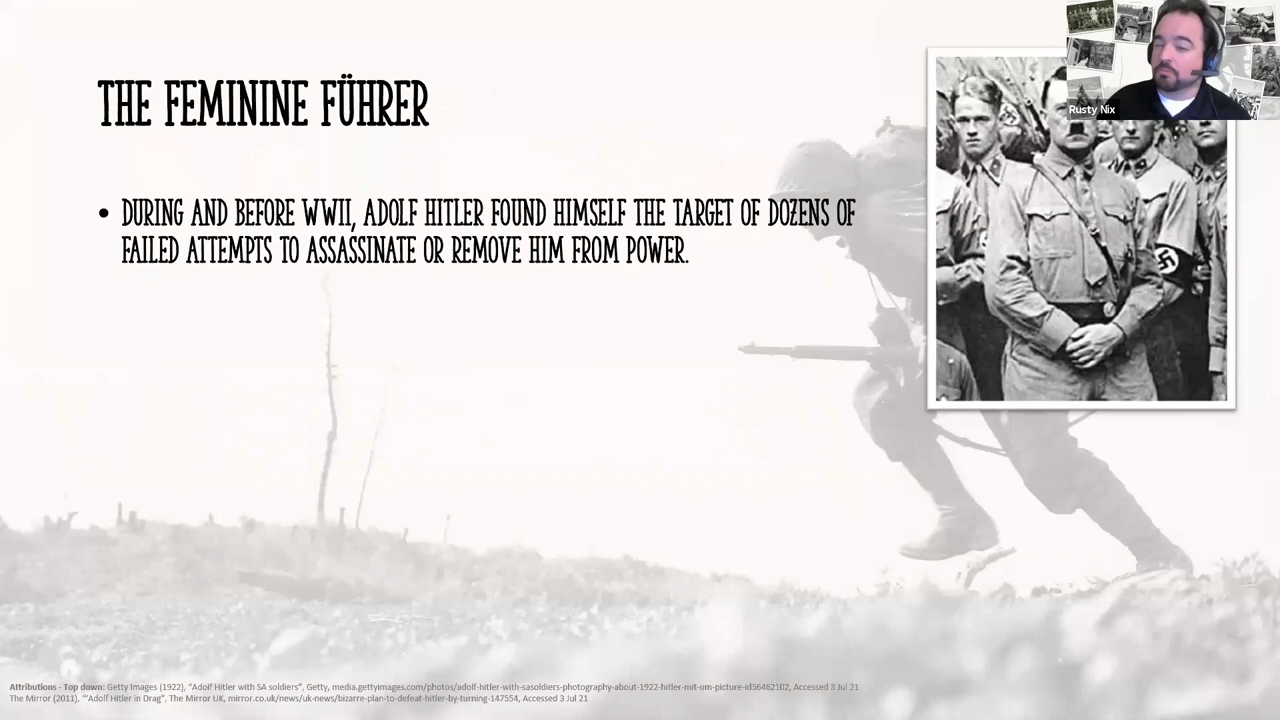 THE FEMININE FÜHRER
Rusty Nix
• DURING AND BEFORE WWII, ADOLF HITLER FOUND HIMSELF THE TARGET OF DOZENS OF
FAILED ATTEMPTS TO ASSASSINATE OR REMOVE HIM FROM POWER.
Attributions - Top down: Getty Images (1922), "Adolf Hitler with SA soldiers", Getty, media.gettyimages.com/photos/adolf-hitler-with-sasoldiers-photography-about-1922-hitler-mit-um-picture-id56462102, Accessed 3 Jul 21
The Mirror (2011), "'Adolf Hitler in Drag", The Mirror UK, mirror.co.uk/news/uk-news/bizarre-plan-to-defeat-hitler-by-turning-147554, Accessed 3 Jul 21